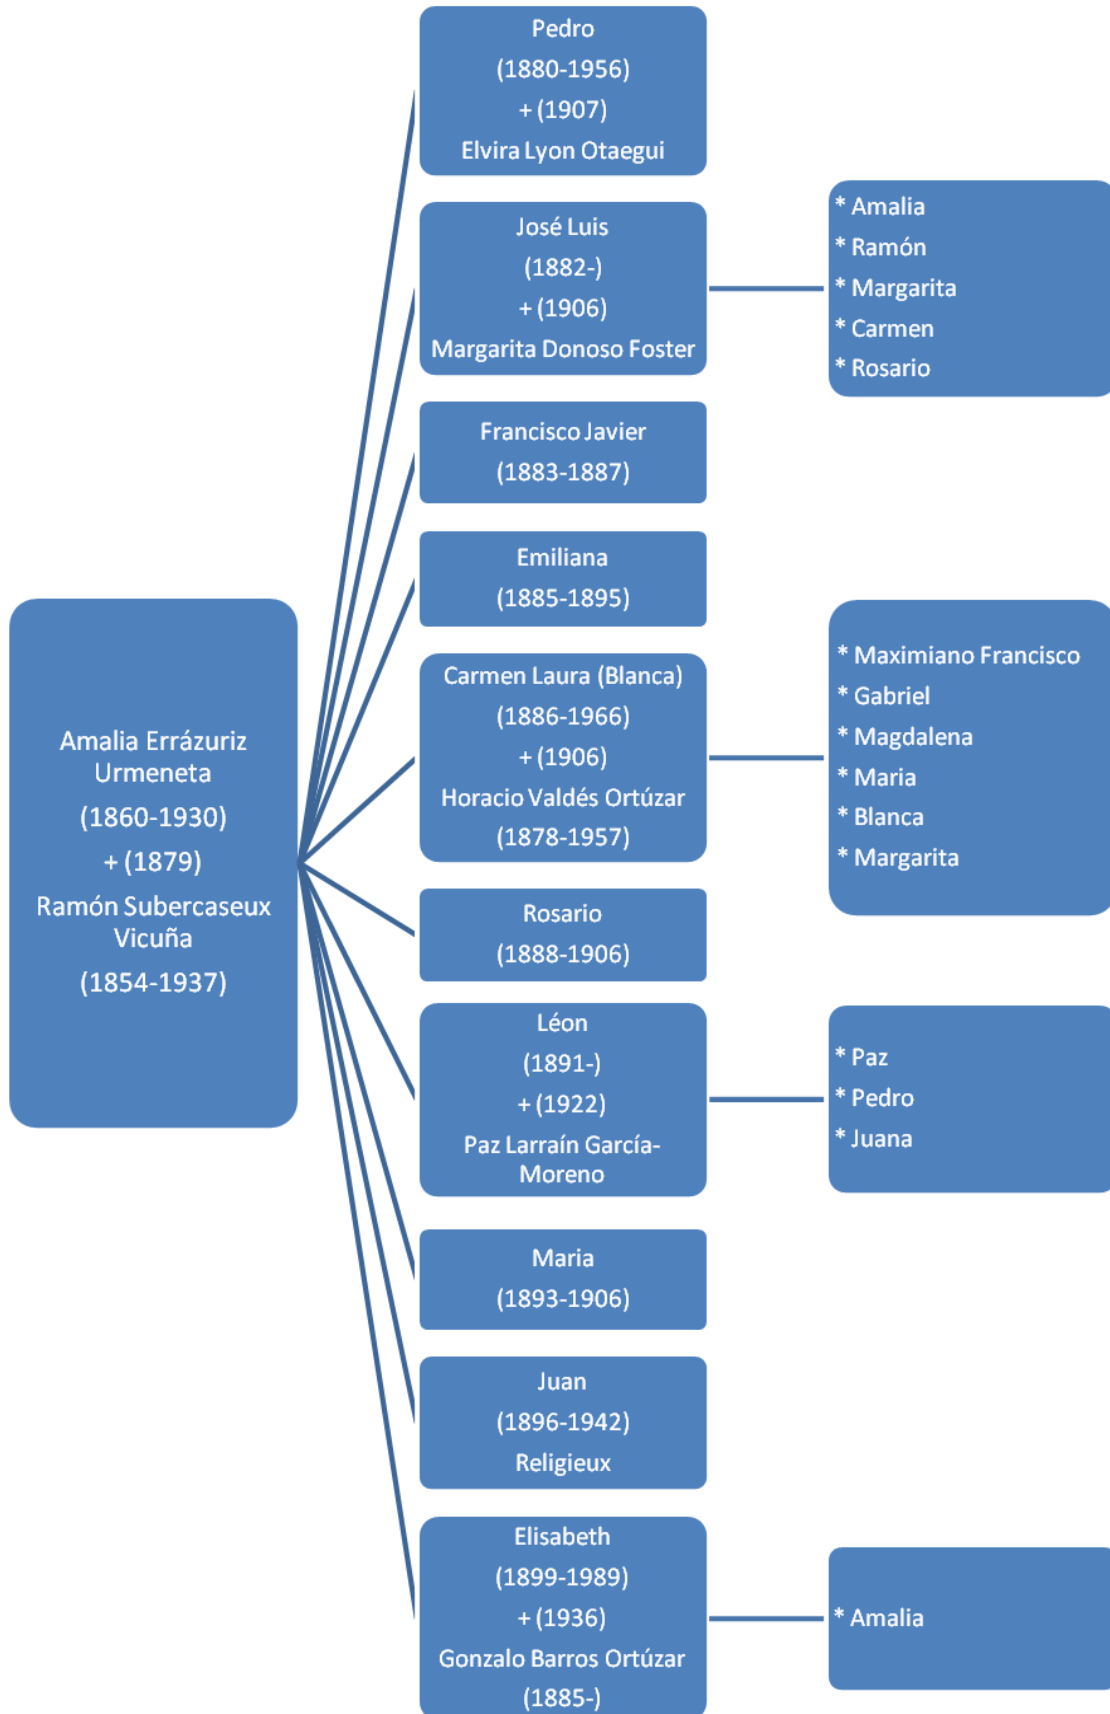 Amalia Errázuriz
Urmeneta
(1860-1930)
+ (1879)
Ramón Subercaseux
Vicuña
(1854-1937)
Pedro
(1880-1956)
+ (1907)
Elvira Lyon Otaegui
José Luis
(1882-)
+ (1906)
Margarita Donoso Foster
* Amalia
* Ramón
* Margarita
* Carmen
* Rosario
Francisco Javier
(1883-1887)
Emiliana
(1885-1895)
Carmen Laura (Blanca)
(1886-1966)
+ (1906)
Horacio Valdés Ortúzar
(1878-1957)
* Maximiano Francisco
* Gabriel
* Magdalena
* Maria
* Blanca
* Margarita
Rosario
(1888-1906)
Léon
(1891-)
+ (1922)
Paz Larraín García-
Moreno
* Paz
* Pedro
* Juana
Maria
(1893-1906)
Juan
(1896-1942)
Religieux
Elisabeth
(1899-1989)
+ (1936)
Gonzalo Barros Ortúzar
(1885-)
* Amalia